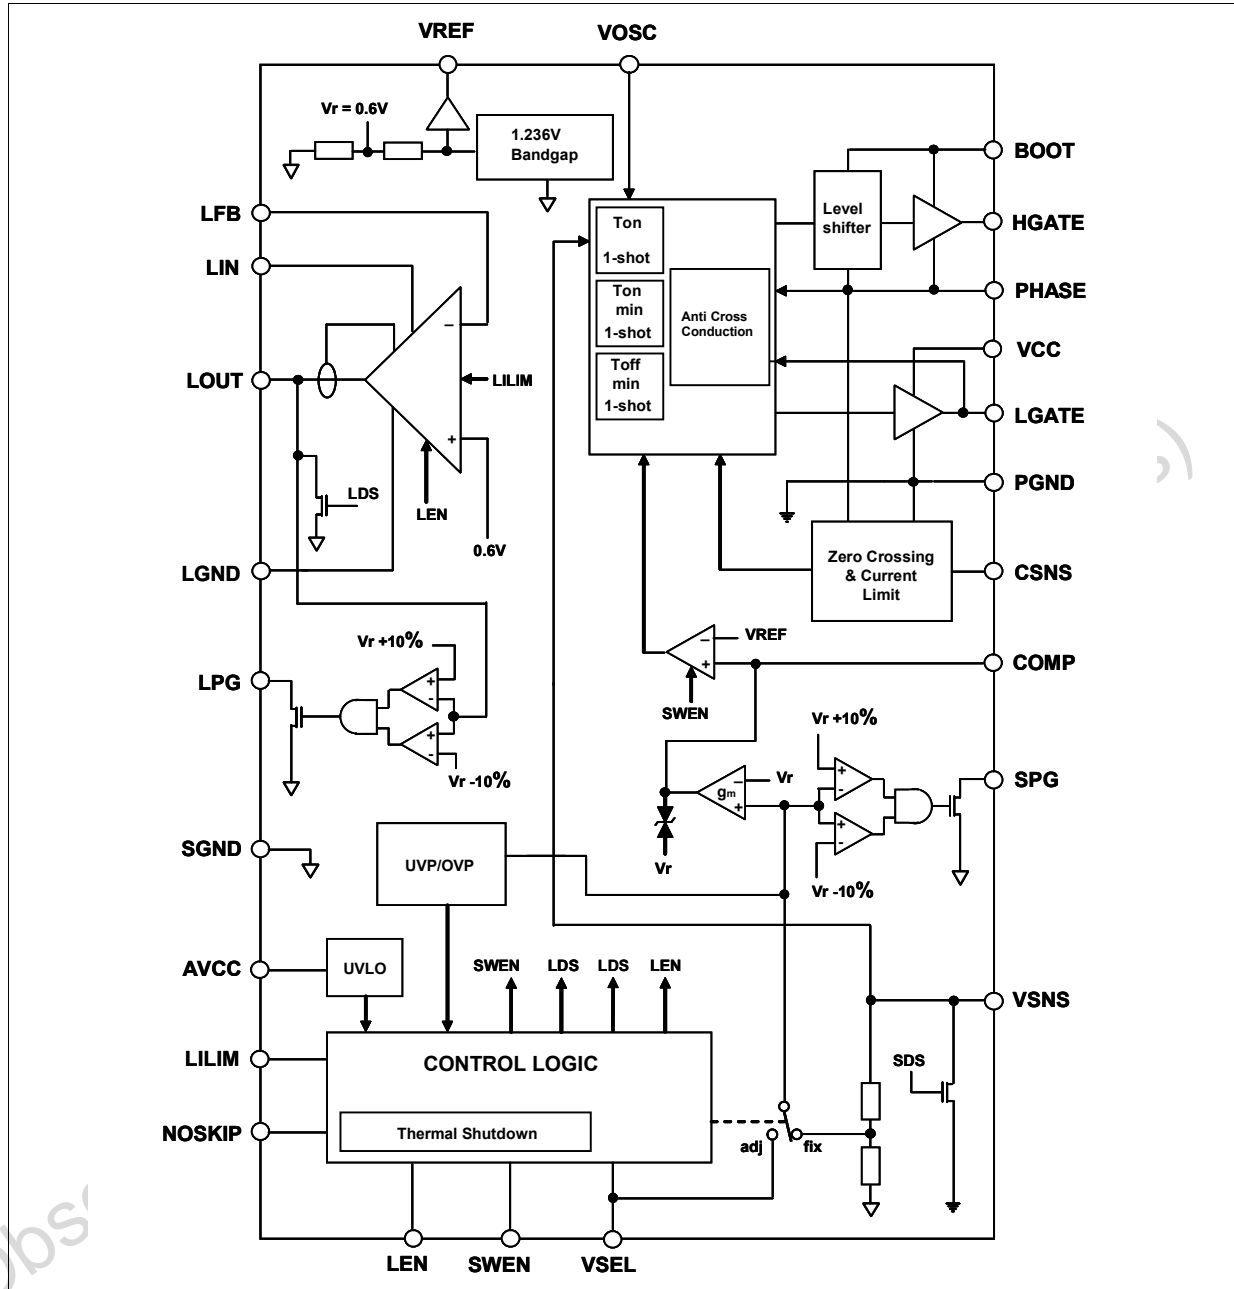 VREF
VOSC
Vr = 0.6V
1.236V
Bandgap
BOOT
LFB
Ton
1-shot
Level
shifter
HGATE
LIN
Ton
min
1-shot
Anti Cross
Conduction
PHASE
VCC
Toff
min
1-shot
−
LOUT
LILIM
LGATE
+
s)
LDS
LEN
PGND
0.6V
LGND
Zero Crossing
& Current
Limit
CSNS
Vr +10%
−
VREF
+
COMP
LPG
+
-
SWEN
+
-
Vr -10%
Vr +10%
−
Vr
gm
+
+
-
SPG
+
-
SGND
UVP/OVP
Vr
Vr -10%
AVCC
UVLO
SWEN
LDS
LDS
LEN
VSNS
LILIM
CONTROL LOGIC
SDS
NOSKIP
Thermal Shutdown
adj
fix
LEN
SWEN
VSEL